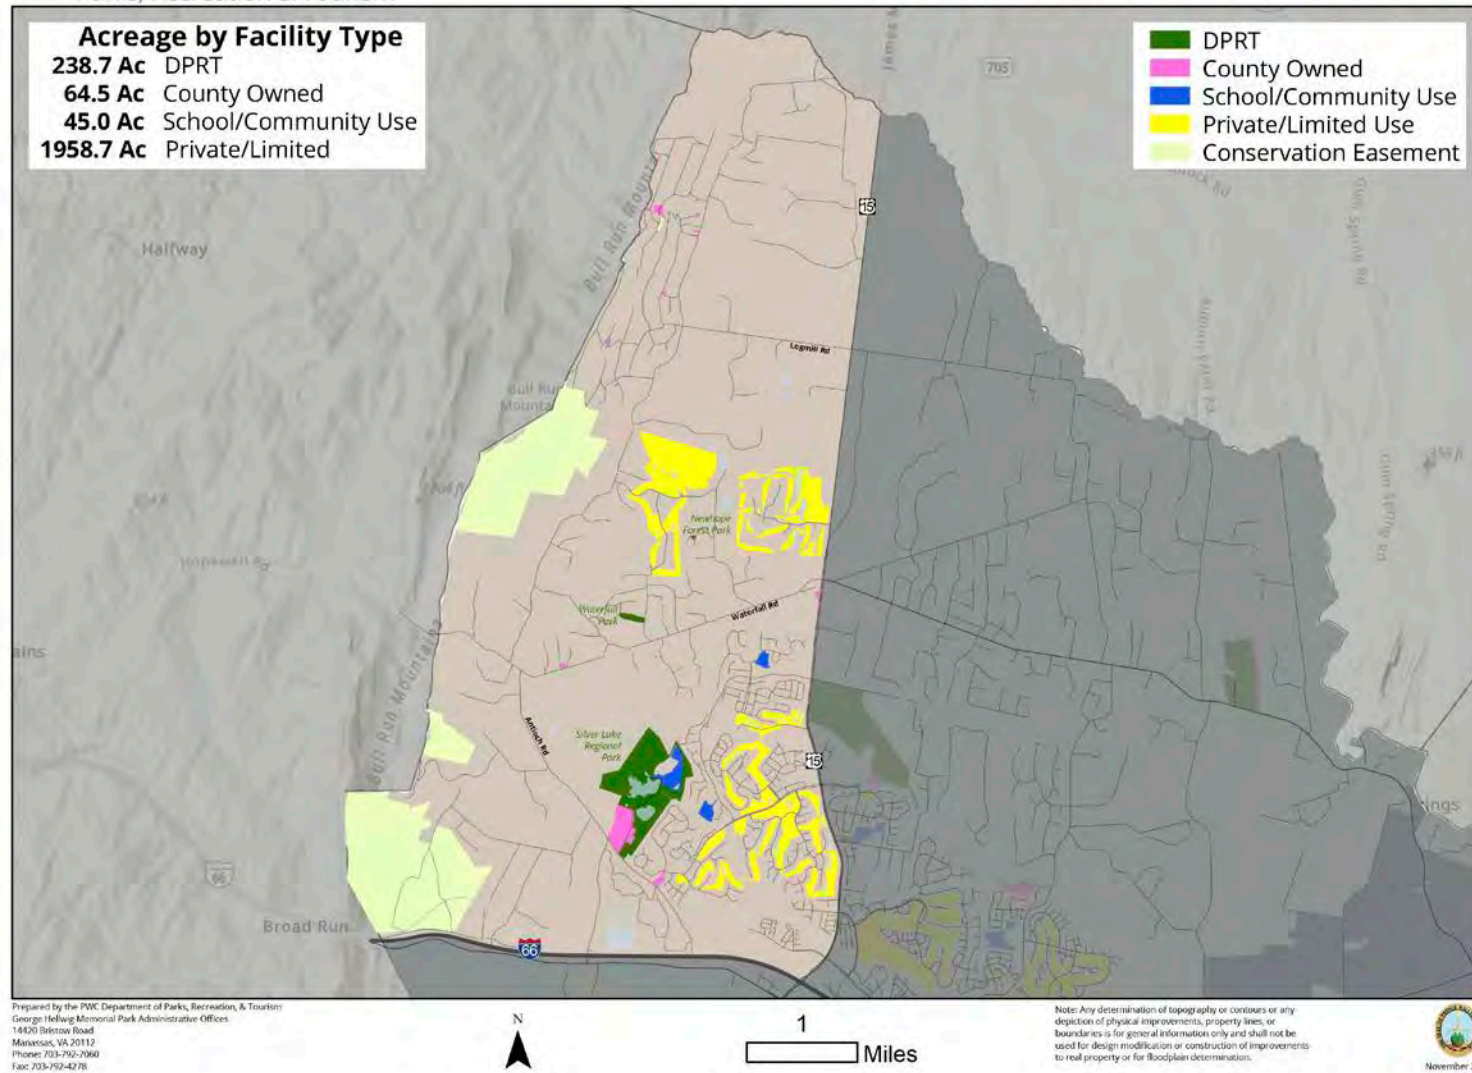 Acreage by Facility Type
238.7 Ac DPRT
64.5 Ac County Owned
45.0 Ac School/Community Use
1958.7 Ac Private/Limited
DPRT
County Owned
School/Community Use
Private/Limited Use
Conservation Easement
705
15
Halfway
Bull Run
Logmill Rd
Bull Run
Newhope
Forest Park
Waterfall
Park
Waterfall Rd
Bull Run Mountains
Antioch Rd
Silver Lake
Regional
Park
15
66
Broad Run
66
Prepared by the PWC Department of Parks, Recreation, & Tourism
George Hellwig Memorial Park Administrative Offices
14420 Bristow Road
Manassas, VA 20112
Phone: 703-792-7060
Fax: 703-792-4278
N
1
Miles
Note: Any determination of topography or contours or any
depiction of physical improvements, property lines, or
boundaries is for general information only and shall not be
used for design modification or construction of improvements
to real property or for floodplain determination.
November